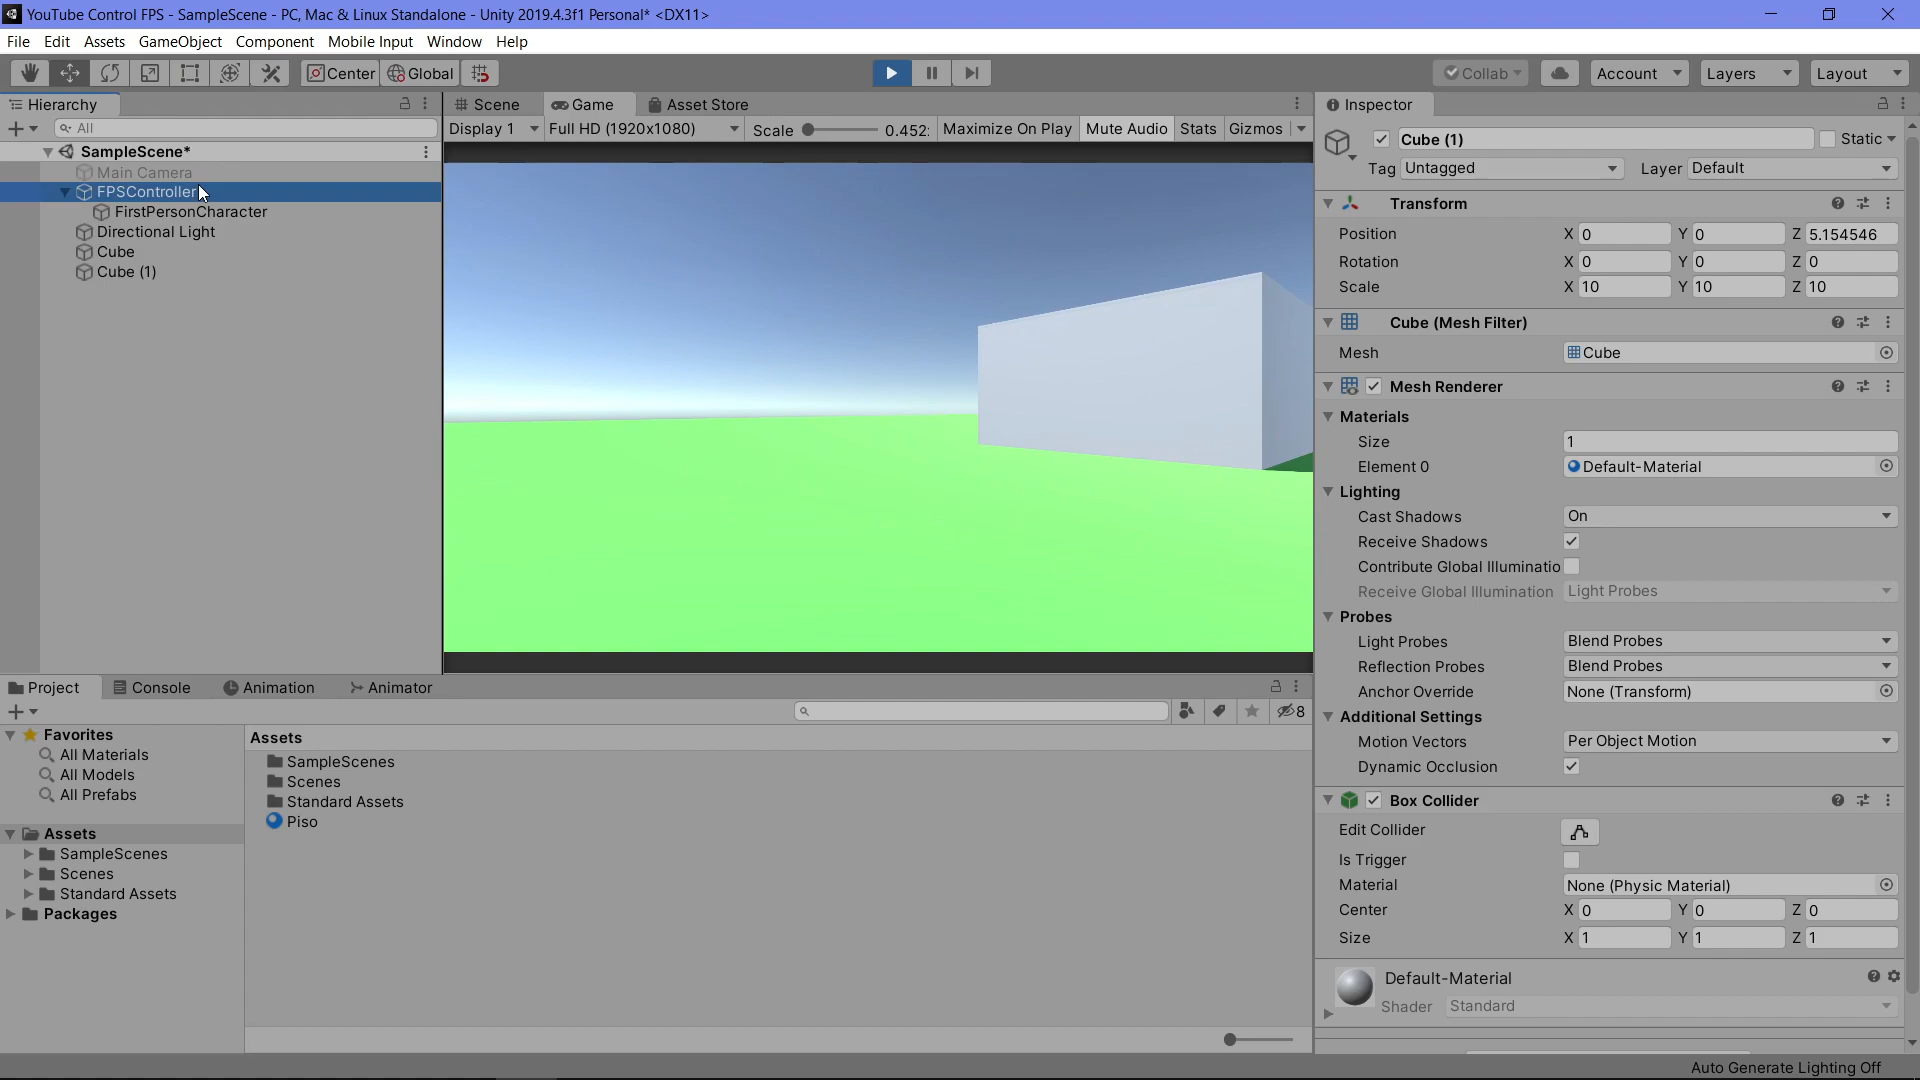 YouTube Control FPS - SampleScene - PC, Mac & Linux Standalone - Unity 2019.4.3f1 Personal* <DX11>
File Edit Assets GameObject Component Mobile Input Window Help
Center Global Collab Account Layers Layout
Hierarchy
All
SampleScene*
Main Camera
FPSController
FirstPersonCharacter
Directional Light
Cube
Cube (1)
Scene Game Asset Store
Display 1 Full HD (1920x1080) Scale 0.452: Maximize On Play Mute Audio Stats Gizmos
Inspector
Cube (1) Static
Tag Untagged Layer Default
Transform
Position X 0 Y 0 Z 5.154546
Rotation X 0 Y 0 Z 0
Scale X 10 Y 10 Z 10
Cube (Mesh Filter)
Mesh Cube
Mesh Renderer
Materials
Size 1
Element 0 Default-Material
Lighting
Cast Shadows On
Receive Shadows
Contribute Global Illuminatio
Receive Global Illumination Light Probes
Probes
Light Probes Blend Probes
Reflection Probes Blend Probes
Anchor Override None (Transform)
Additional Settings
Motion Vectors Per Object Motion
Dynamic Occlusion
Box Collider
Edit Collider
Is Trigger
Material None (Physic Material)
Center X 0 Y 0 Z 0
Size X 1 Y 1 Z 1
Default-Material
Shader Standard
Project Console Animation Animator
8
Favorites
All Materials
All Models
All Prefabs
Assets
SampleScenes
Scenes
Standard Assets
Packages
Assets
SampleScenes
Scenes
Standard Assets
Piso
Auto Generate Lighting Off